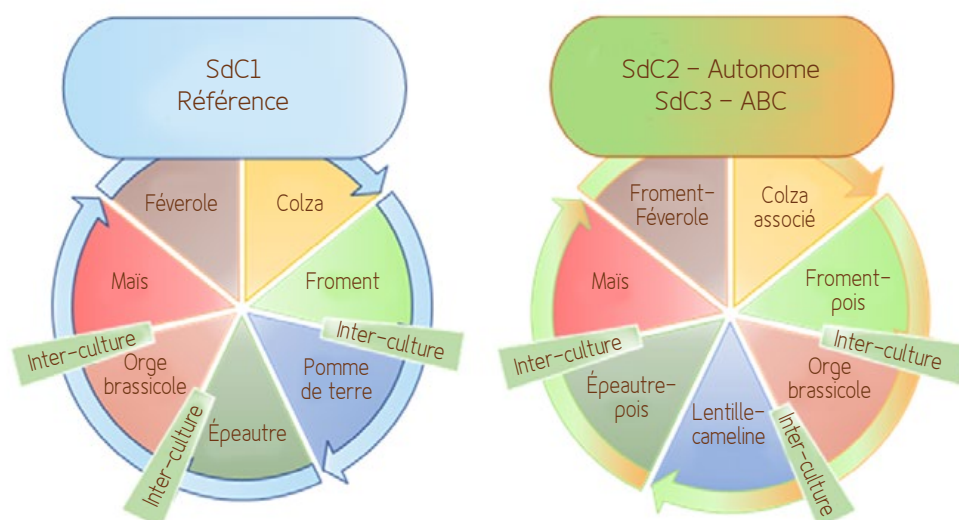 SdC1
Référence
Féverole
Colza
Froment
Inter-culture
Pomme
de terre
Épeautre
Inter-culture
Orge
brassicole
Inter-culture
Maïs
SdC2 – Autonome
SdC3 – ABC
Froment-
Féverole
Colza
associé
Froment-
pois
Inter-culture
Orge
brassicole
Inter-culture
Lentille-
cameline
Épeautre-
pois
Inter-culture
Maïs